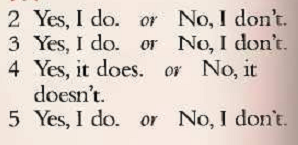 2 Yes, I do. or No, I don't.
3 Yes, I do. or No, I don't.
4 Yes, it does. or No, it
doesn't.
5 Yes, I do. or No, I don't.